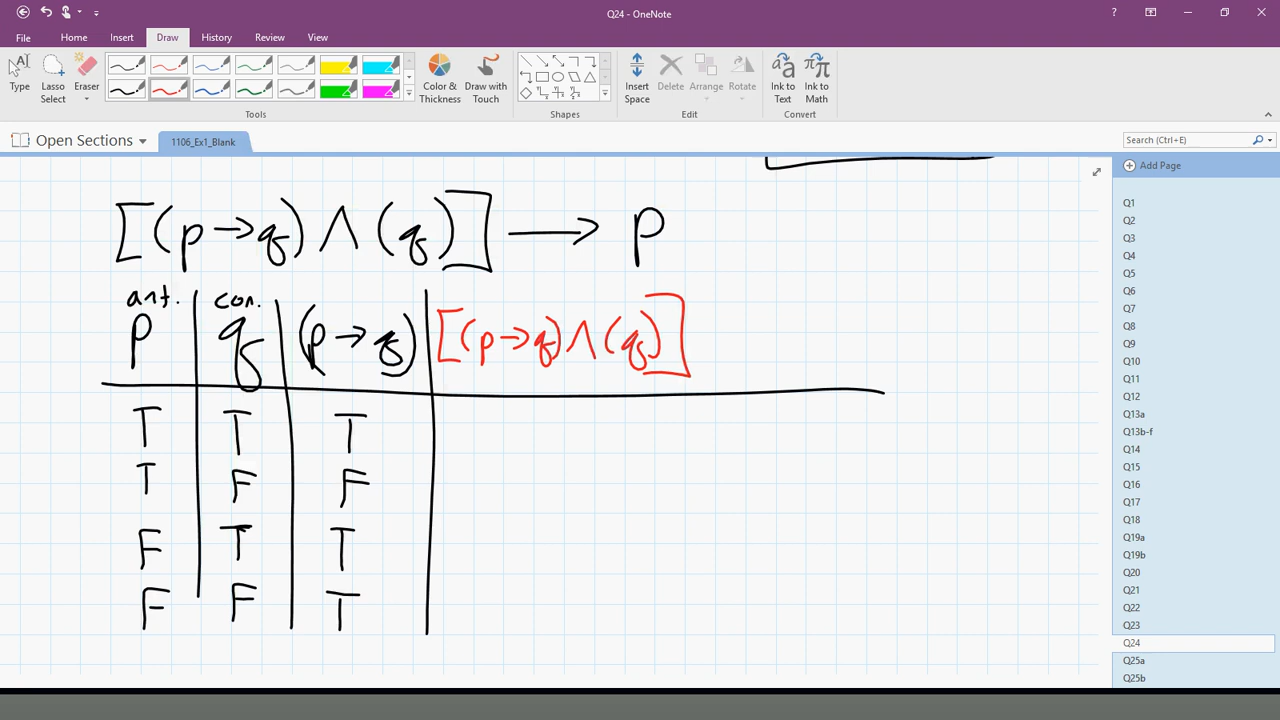 Q24 - OneNote
?
File Home Insert Draw History Review View
Type Lasso Select Eraser Color & Thickness Draw with Touch Insert Space Delete Arrange Rotate Ink to Text Ink to Math
Tools Shapes Edit Convert
Open Sections 1106_Ex1_Blank Search (Ctrl+E)
Add Page
[(p→q)∧(q)] → p
ant. con.
p q (p→q) [(p→q)∧(q)]
T T T
T F F
F T T
F F T
Q1
Q2
Q3
Q4
Q5
Q6
Q7
Q8
Q9
Q10
Q11
Q12
Q13a
Q13b-f
Q14
Q15
Q16
Q17
Q18
Q19a
Q19b
Q20
Q21
Q22
Q23
Q24
Q25a
Q25b